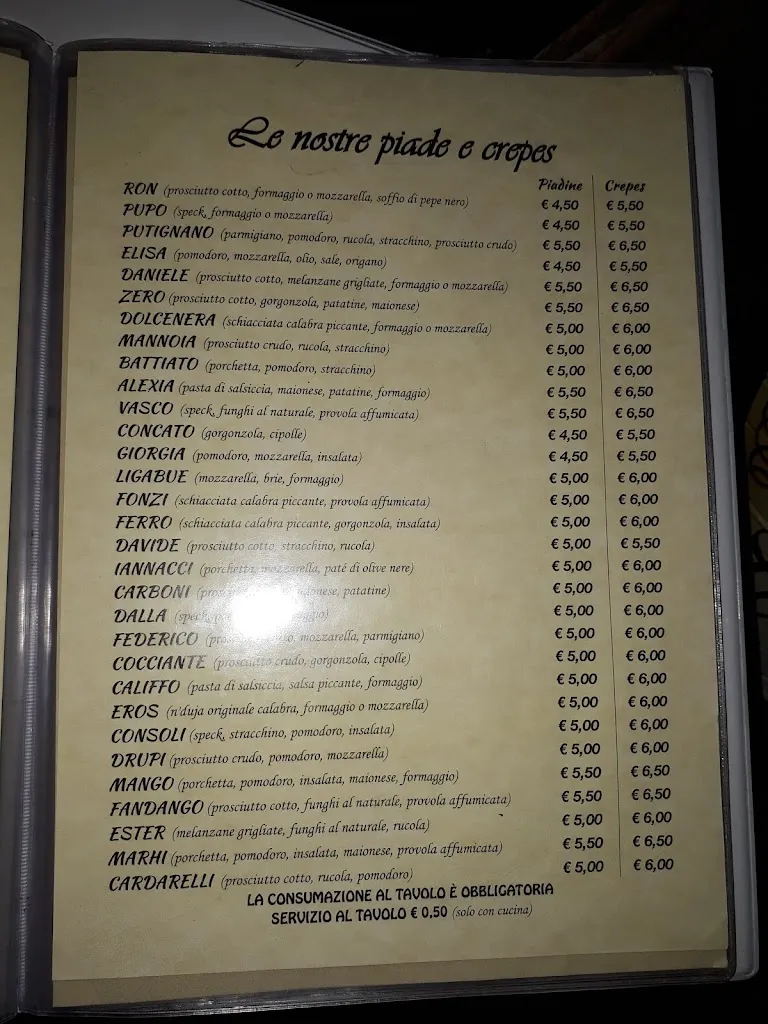 Le nostre piade e crepes
Piadine Crepes
RON (prosciutto cotto, formaggio o mozzarella, soffio di pepe nero) € 4,50 € 5,50
PUPO (speck, formaggio o mozzarella) € 4,50 € 5,50
PUTIGNANO (parmigiano, pomodoro, rucola, stracchino, prosciutto crudo) € 5,50 € 6,50
ELISA (pomodoro, mozzarella, olio, sale, origano) € 4,50 € 5,50
DANIELE (prosciutto cotto, melanzane grigliate, formaggio o mozzarella) € 5,50 € 6,50
ZERO (prosciutto cotto, gorgonzola, patatine, maionese) € 5,50 € 6,50
DOLCENERA (schiacciata calabra piccante, formaggio o mozzarella) € 5,00 € 6,00
MANNOIA (prosciutto crudo, rucola, stracchino) € 5,00 € 6,00
BATTIATO (porchetta, pomodoro, stracchino) € 5,00 € 6,00
ALEXIA (pasta di salsiccia, maionese, patatine, formaggio) € 5,50 € 6,50
VASCO (speck, funghi al naturale, provola affumicata) € 5,50 € 6,50
CONCATO (gorgonzola, cipolle) € 4,50 € 5,50
GIORGIA (pomodoro, mozzarella, insalata) € 4,50 € 5,50
LIGABUE (mozzarella, brie, formaggio) € 5,00 € 6,00
FONZI (schiacciata calabra piccante, provola affumicata) € 5,00 € 6,00
FERRO (schiacciata calabra piccante, gorgonzola, insalata) € 5,00 € 6,00
DAVIDE (prosciutto cotto, stracchino, rucola) € 5,00 € 5,50
IANNACCI (porchetta, mozzarella, paté di olive nere) € 5,00 € 6,00
CARBONI patatine) € 5,00 € 6,00
DALLA (speck, € 5,00 € 6,00
FEDERICO mozzarella, parmigiano) € 5,00 € 6,00
COCCIANTE (prosciutto crudo, gorgonzola, cipolle) € 5,00 € 6,00
CALIFFO (pasta di salsiccia, salsa piccante, formaggio) € 5,00 € 6,00
EROS (n'duja originale calabra, formaggio o mozzarella) € 5,00 € 6,00
CONSOLI (speck, stracchino, pomodoro, insalata) € 5,00 € 6,00
DRUPI (prosciutto crudo, pomodoro, mozzarella) € 5,00 € 6,00
MANGO (porchetta, pomodoro, insalata, maionese, formaggio) € 5,50 € 6,50
FANDANGO (prosciutto cotto, funghi al naturale, provola affumicata) € 5,50 € 6,50
ESTER (melanzane grigliate, funghi al naturale, rucola) € 5,00 € 6,00
MARHI (porchetta, pomodoro, insalata, maionese, provola affumicata) € 5,50 € 6,50
CARDARELLI (prosciutto cotto, rucola, pomodoro) € 5,00 € 6,00
LA CONSUMAZIONE AL TAVOLO È OBBLIGATORIA
SERVIZIO AL TAVOLO € 0,50 (solo con cucina)